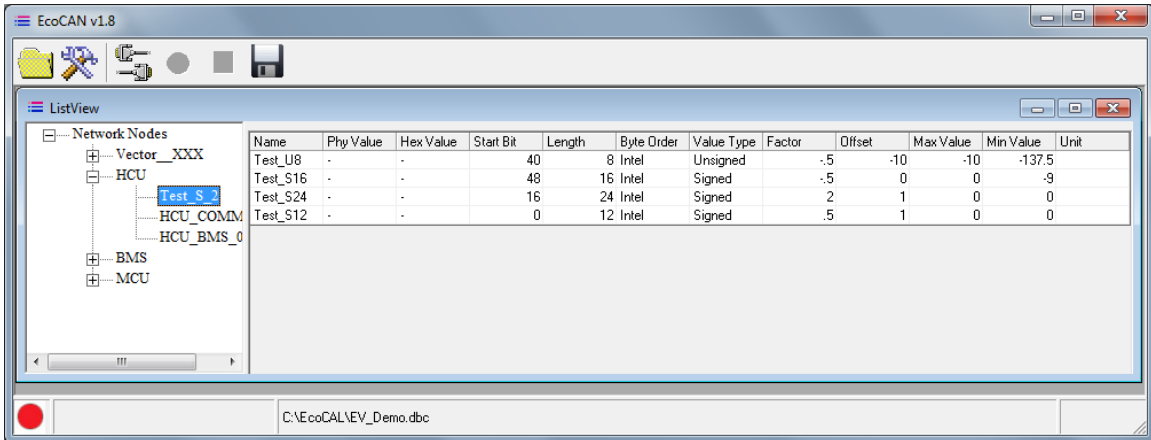 EcoCAN v1.8
ListView
Network Nodes
Vector__XXX
HCU
Test_S_2
HCU_COMM
HCU_BMS_0
BMS
MCU
Name Phy Value Hex Value Start Bit Length Byte Order Value Type Factor Offset Max Value Min Value Unit
Test_U8 - - 40 8 Intel Unsigned -.5 -10 -10 -137.5
Test_S16 - - 48 16 Intel Signed -.5 0 0 -9
Test_S24 - - 16 24 Intel Signed 2 1 0 0
Test_S12 - - 0 12 Intel Signed .5 1 0 0
C:\EcoCAL\EV_Demo.dbc